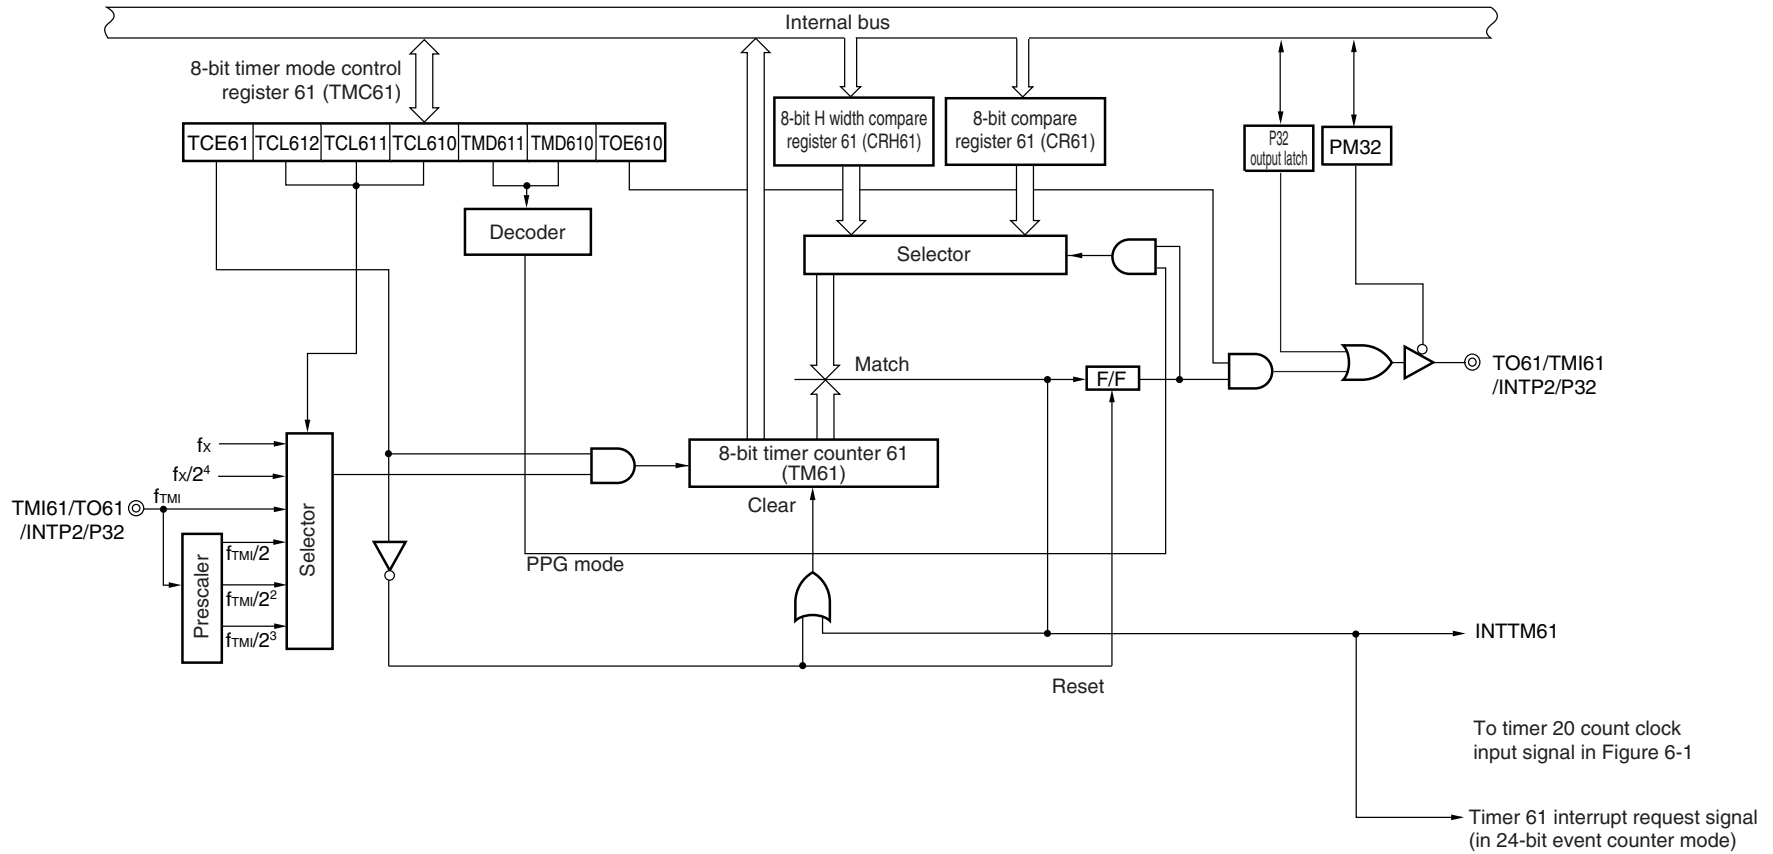 Internal bus
8-bit timer mode control
register 61 (TMC61)
TCE61 TCL612 TCL611 TCL610 TMD611 TMD610 TOE610
8-bit H width compare
register 61 (CRH61)
8-bit compare
register 61 (CR61)
P32
output latch
PM32
Decoder
Selector
Match
F/F
TO61/TMI61
/INTP2/P32
fX
fX/2⁴
TMI61/TO61
/INTP2/P32
fTMI
fTMI/2
fTMI/2²
fTMI/2³
Prescaler
Selector
8-bit timer counter 61
(TM61)
Clear
PPG mode
INTTM61
Reset
To timer 20 count clock
input signal in Figure 6-1
Timer 61 interrupt request signal
(in 24-bit event counter mode)